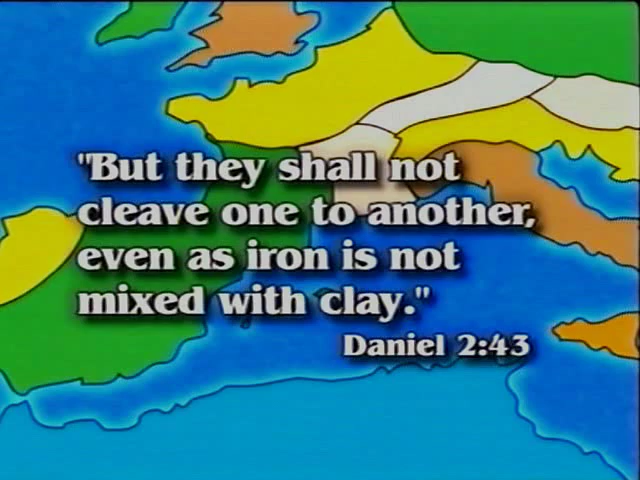 "But they shall not
cleave one to another,
even as iron is not
mixed with clay."
Daniel 2:43